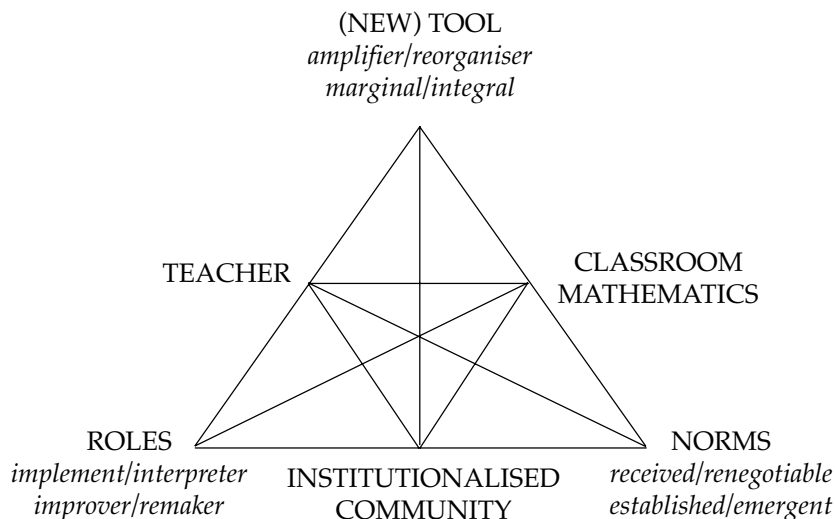 (NEW) TOOL
amplifier/reorganiser
marginal/integral
TEACHER
CLASSROOM
MATHEMATICS
ROLES
implement/interpreter
improver/remaker
INSTITUTIONALISED
COMMUNITY
NORMS
received/renegotiable
established/emergent